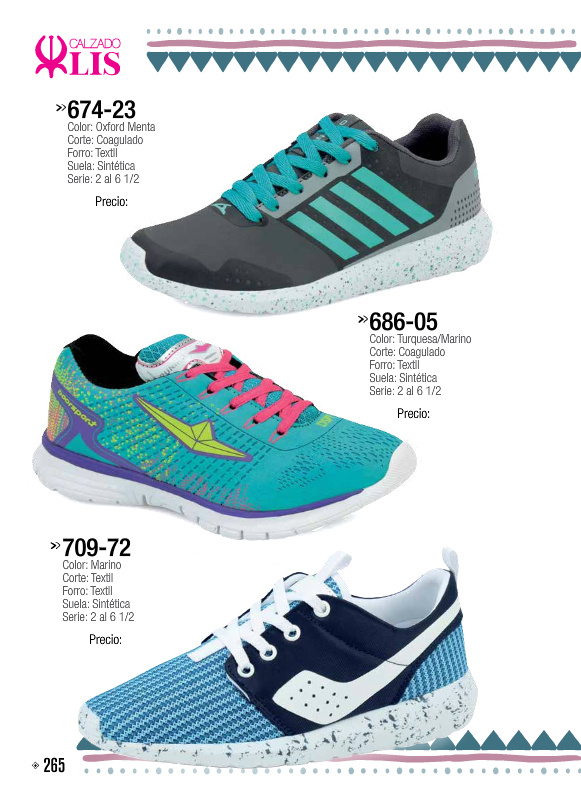 CALZADO
LIS
674-23
Color: Oxford Menta
Corte: Coagulado
Forro: Textil
Suela: Sintética
Serie: 2 al 6 1/2
Precio:
686-05
Color: Turquesa/Marino
Corte: Coagulado
Forro: Textil
Suela: Sintética
Serie: 2 al 6 1/2
Precio:
709-72
Color: Marino
Corte: Textil
Forro: Textil
Suela: Sintética
Serie: 2 al 6 1/2
Precio:
265